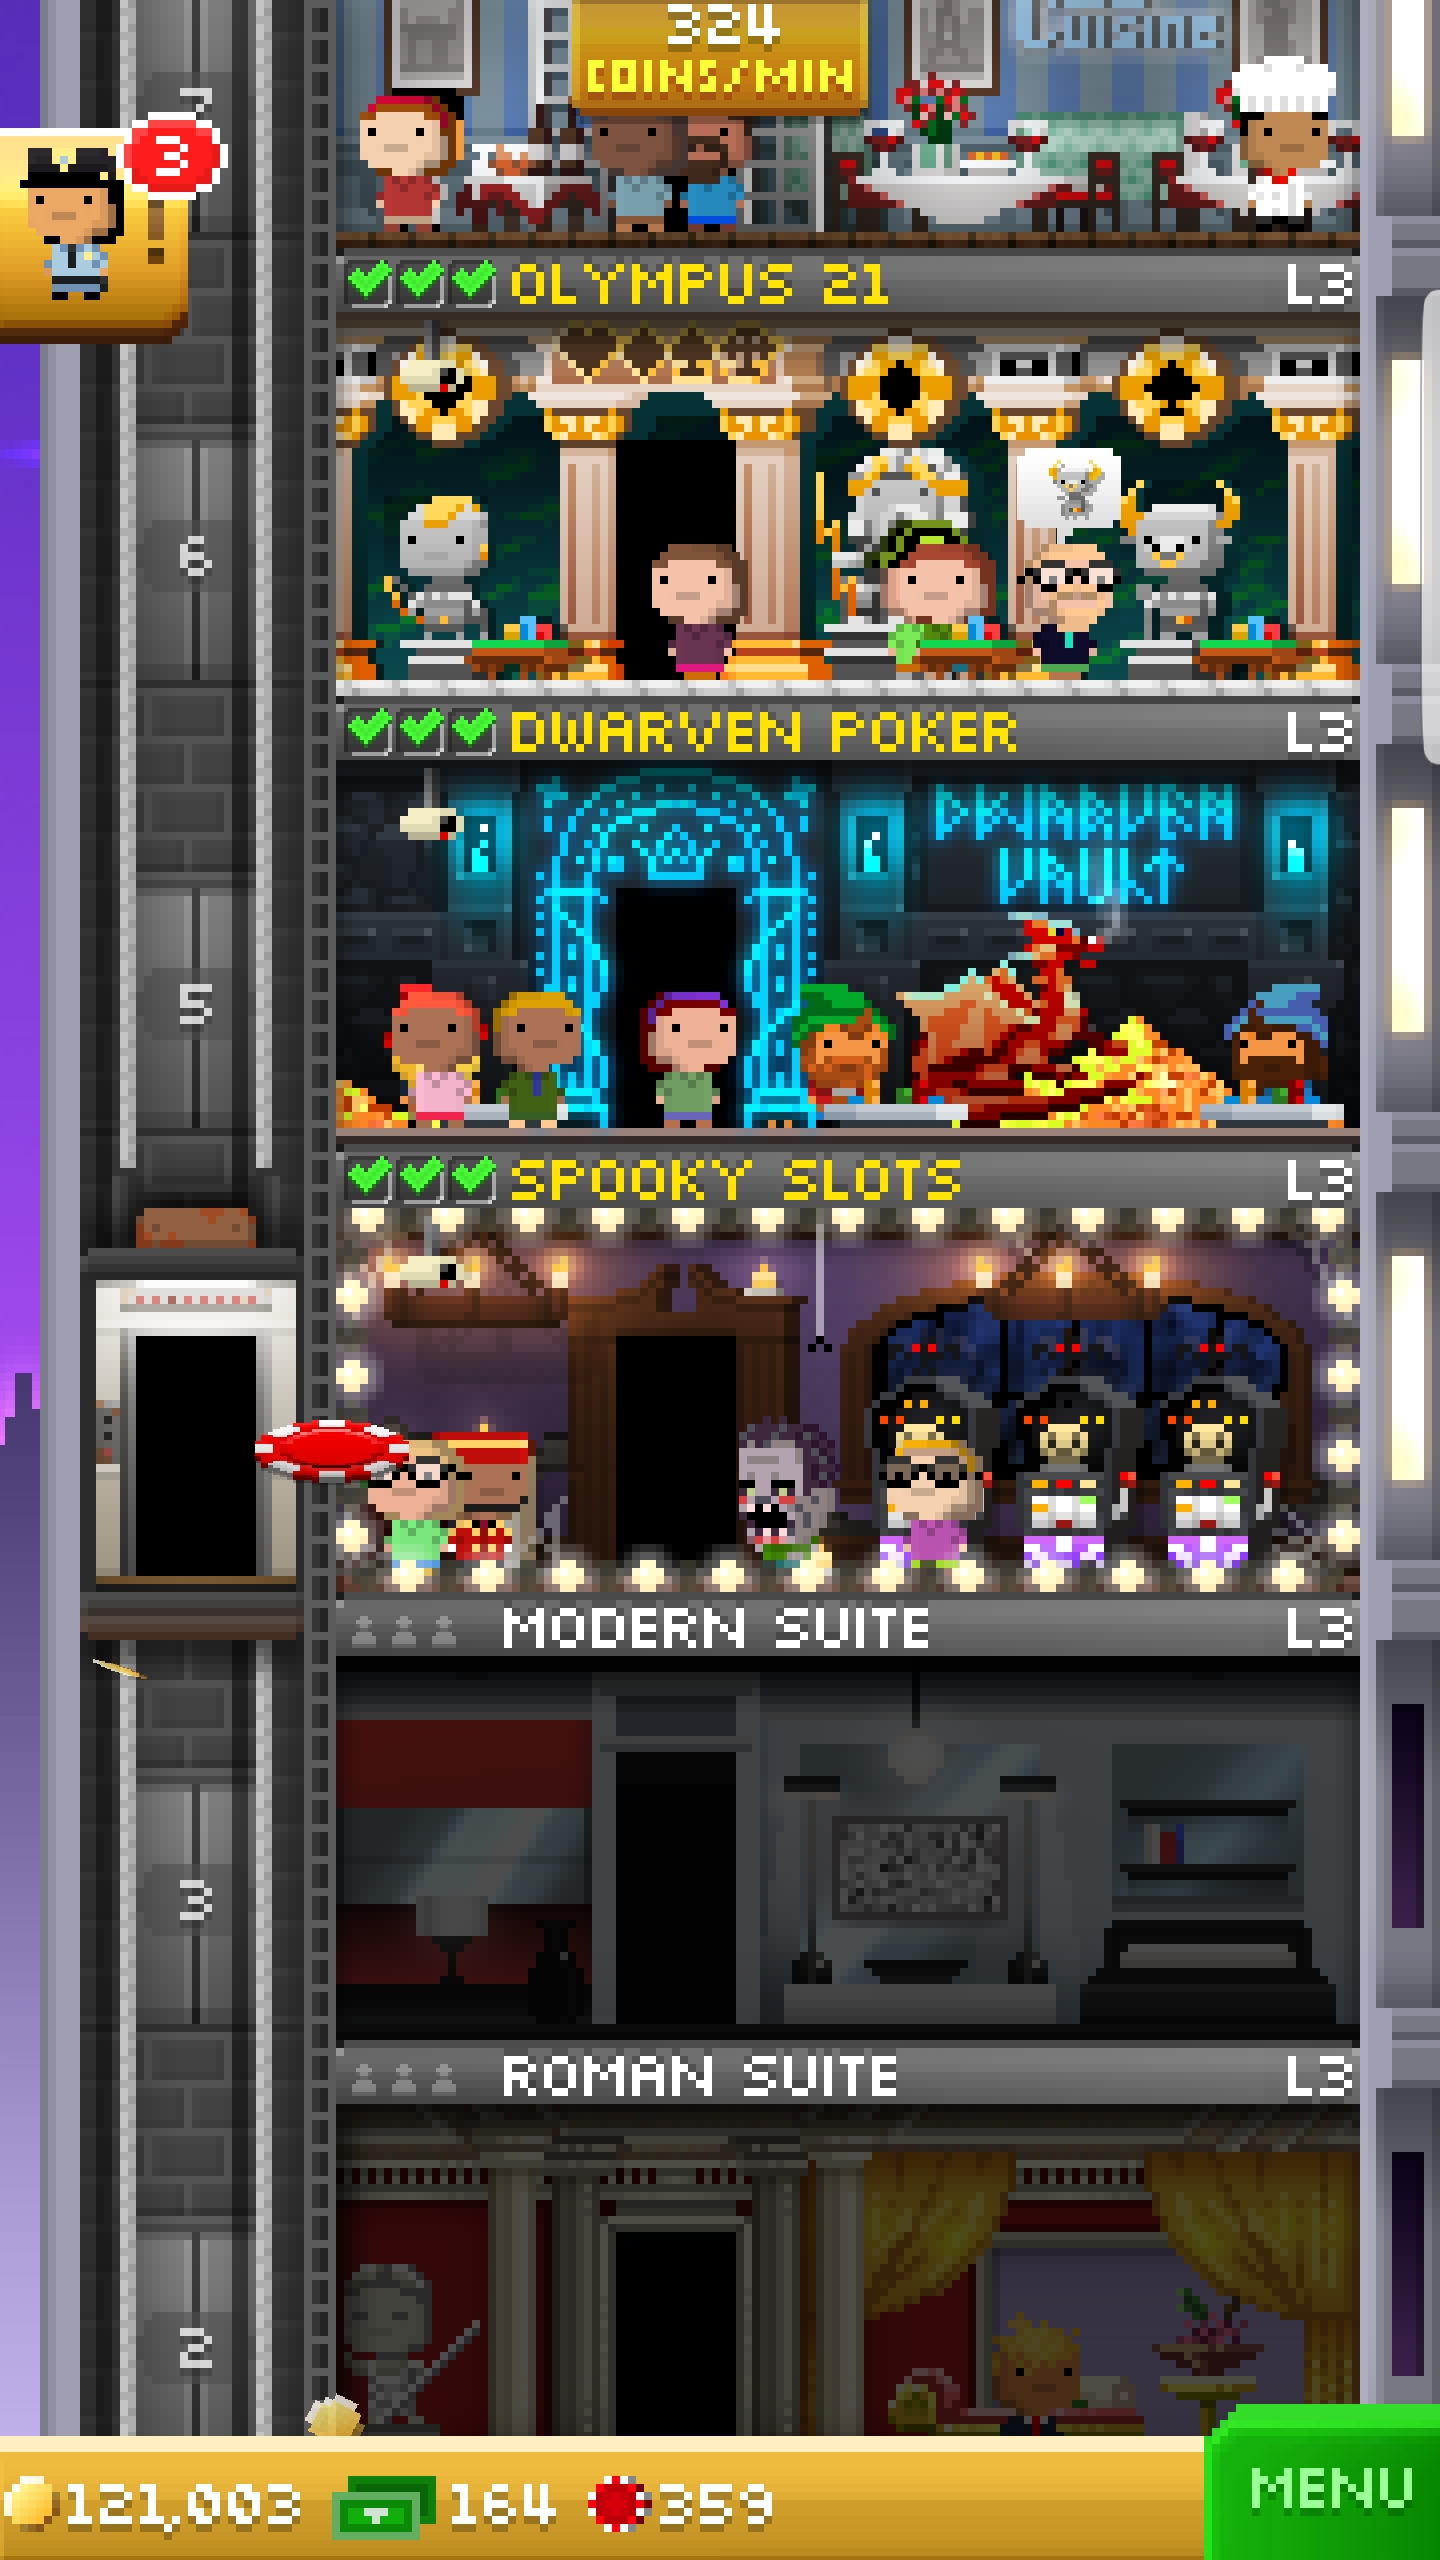 Cuisine
324
COINS/MIN
7
3
OLYMPUS 21 L3
6
DWARVEN POKER L3
DWARVEN
VAULT
5
SPOOKY SLOTS L3
MODERN SUITE L3
3
ROMAN SUITE L3
2
121,003 164 359
MENU